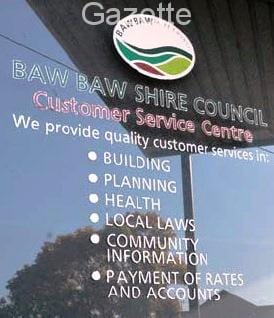 Gazette
BAW BAW
BAW BAW SHIRE COUNCIL
Customer Service Centre
We provide quality customer services in:
• BUILDING
• PLANNING
• HEALTH
• LOCAL LAWS
• COMMUNITY
INFORMATION
• PAYMENT OF RATES
AND ACCOUNTS